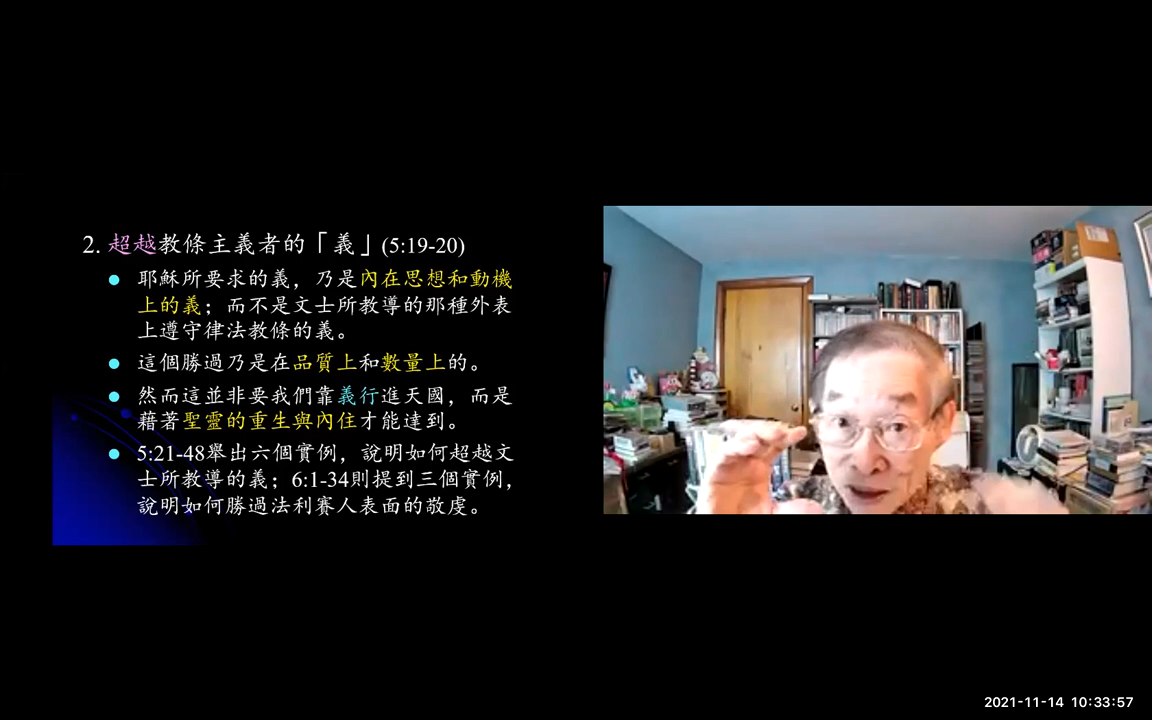 2. 超越教條主義者的「義」(5:19-20)
耶穌所要求的義，乃是內在思想和動機
上的義；而不是文士所教導的那種外表
上遵守律法教條的義。
這個勝過乃是在品質上和數量上的。
然而這並非要我們靠義行進天國，而是
藉著聖靈的重生與內住才能達到。
5:21-48舉出六個實例，說明如何超越文
士所教導的義；6:1-34則提到三個實例，
說明如何勝過法利賽人表面的敬虔。
2021-11-14 10:33:57